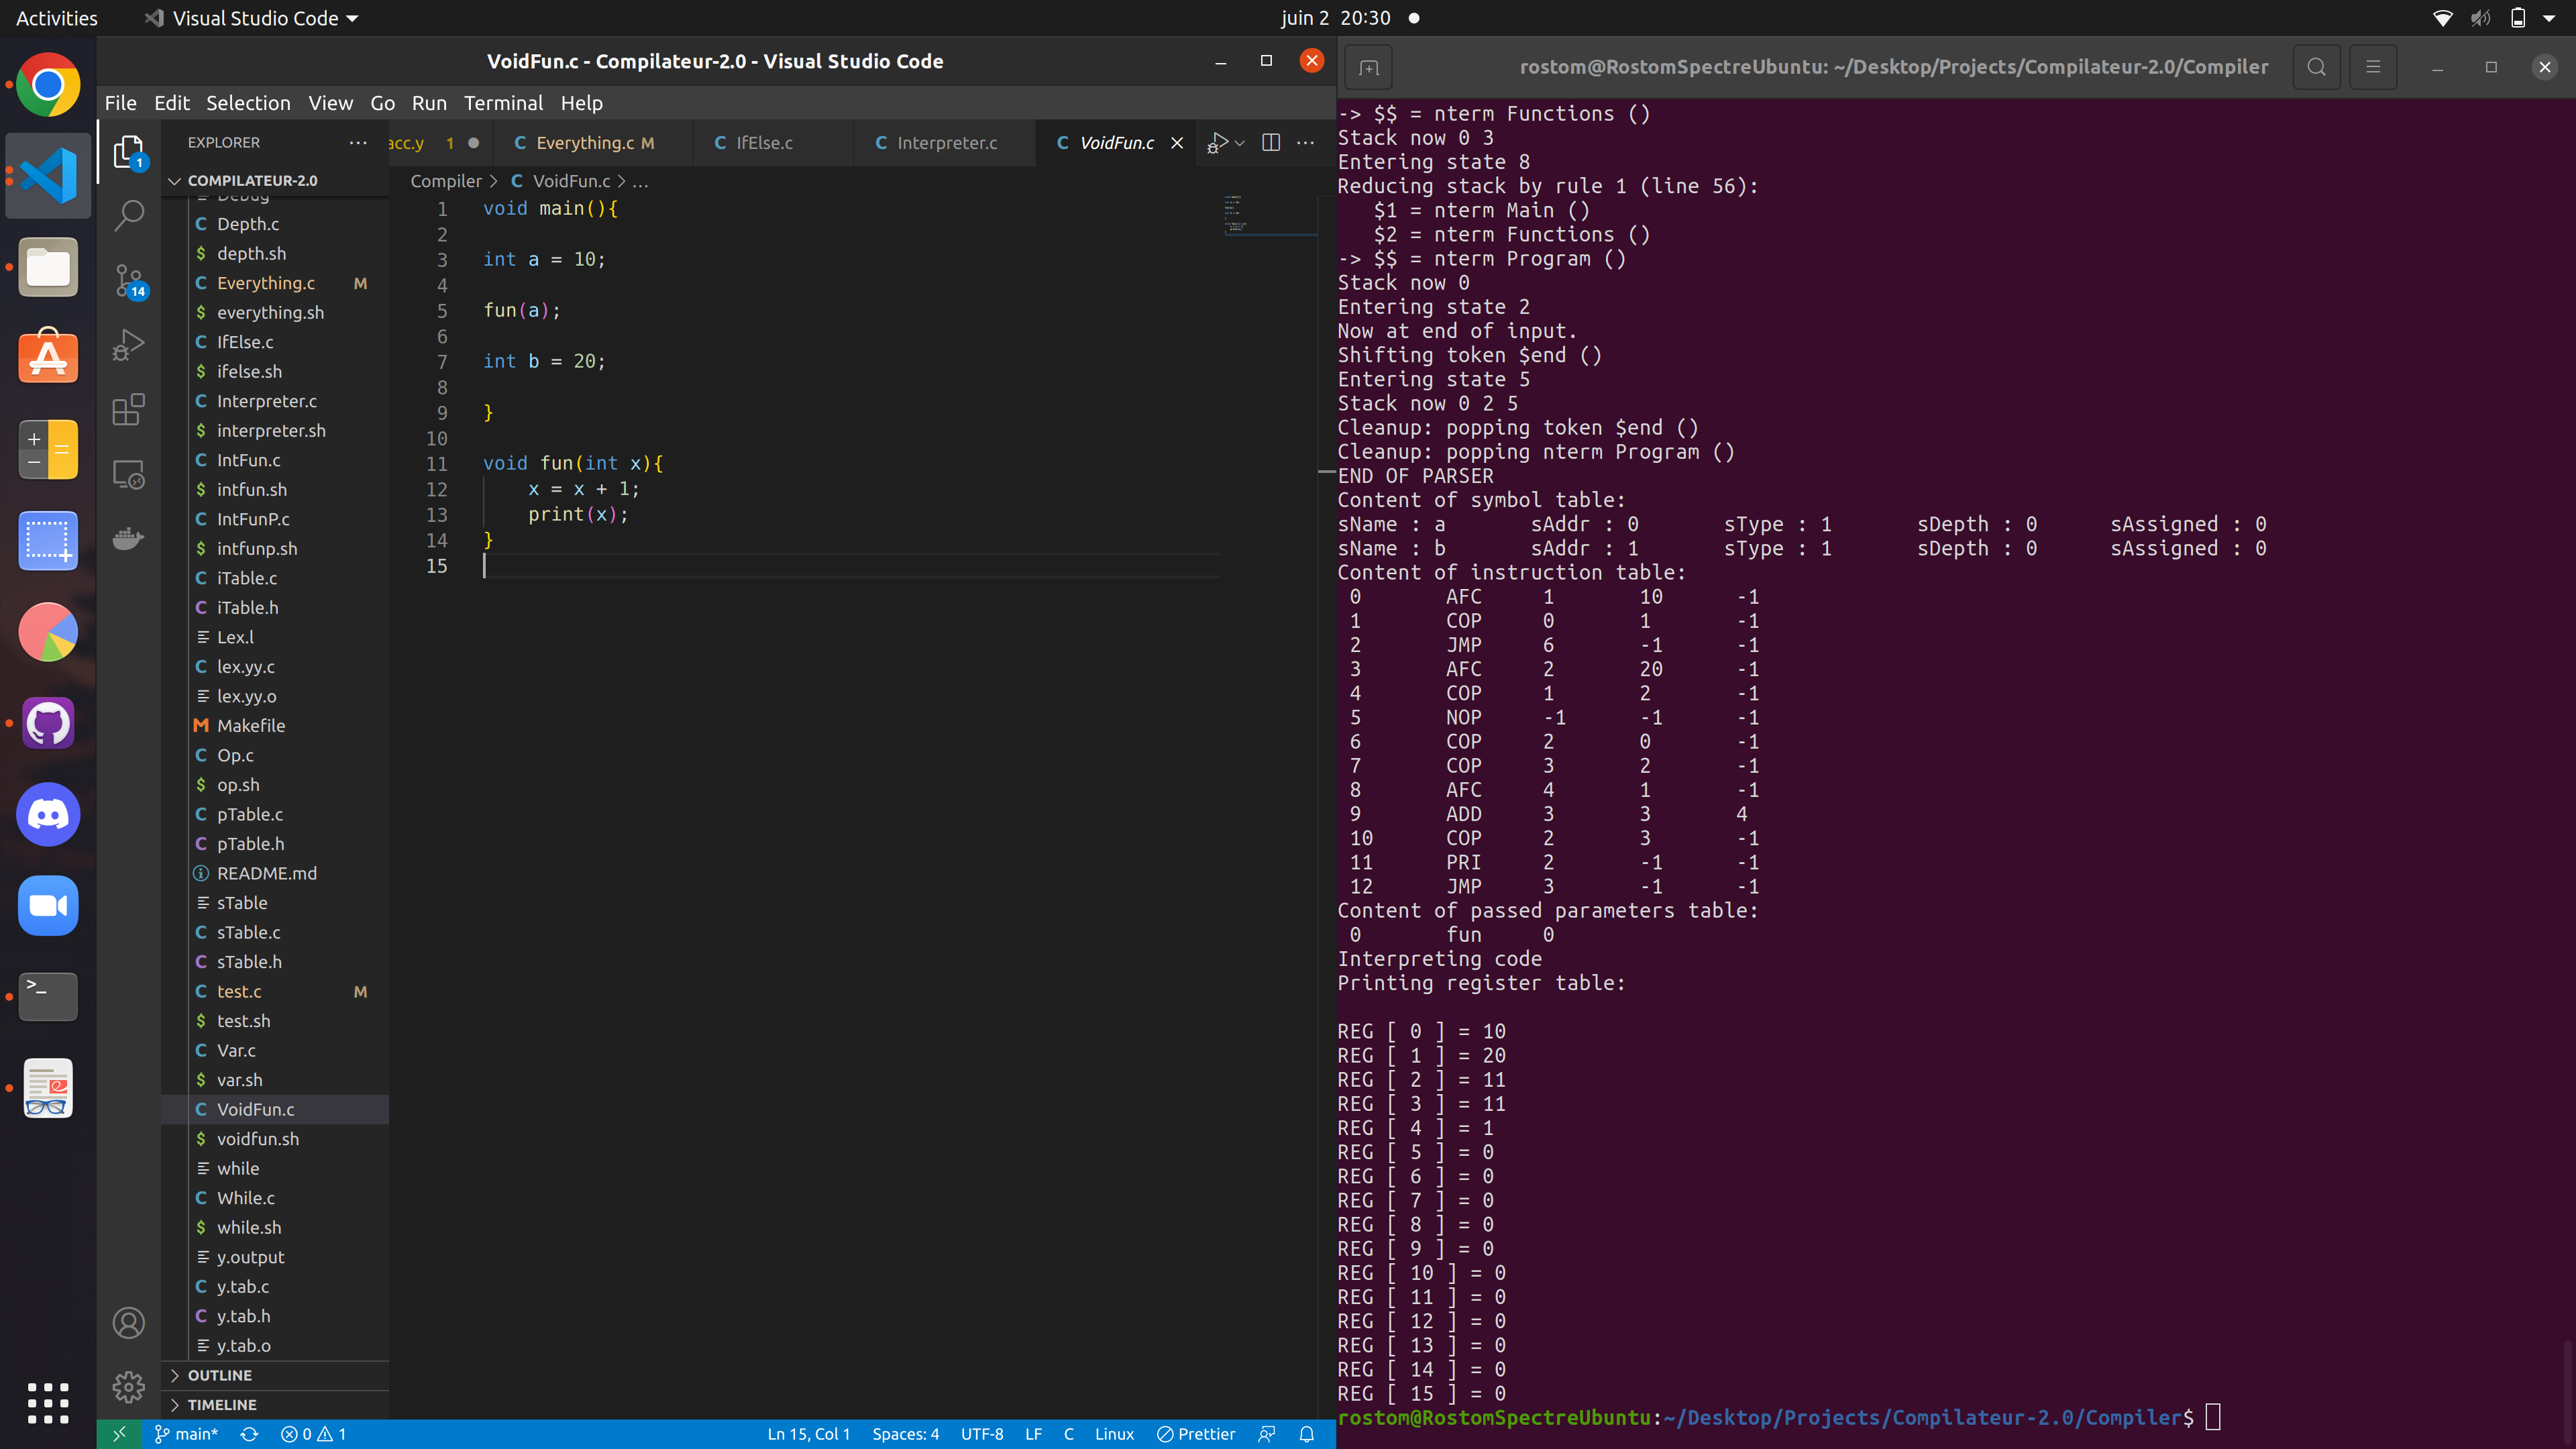 Activities
Visual Studio Code
juin 2 20:30
VoidFun.c - Compilateur-2.0 - Visual Studio Code
File Edit Selection View Go Run Terminal Help
EXPLORER
COMPILATEUR-2.0
Debug
C Depth.c
$ depth.sh
C Everything.c M
$ everything.sh
C IfElse.c
$ ifelse.sh
C Interpreter.c
$ interpreter.sh
C IntFun.c
$ intfun.sh
C IntFunP.c
$ intfunp.sh
C iTable.c
C iTable.h
Lex.l
C lex.yy.c
lex.yy.o
M Makefile
C Op.c
$ op.sh
C pTable.c
C pTable.h
README.md
sTable
C sTable.c
C sTable.h
C test.c M
$ test.sh
C Var.c
$ var.sh
C VoidFun.c
$ voidfun.sh
while
C While.c
$ while.sh
y.output
C y.tab.c
C y.tab.h
y.tab.o
OUTLINE
TIMELINE
1
14
acc.y 1
C Everything.c M
C IfElse.c
C Interpreter.c
C VoidFun.c
Compiler > C VoidFun.c > ...
1 void main(){
2
3 int a = 10;
4
5 fun(a);
6
7 int b = 20;
8
9 }
10
11 void fun(int x){
12 x = x + 1;
13 print(x);
14 }
15
main* 0 1
Ln 15, Col 1 Spaces: 4 UTF-8 LF C Linux Prettier
rostom@RostomSpectreUbuntu: ~/Desktop/Projects/Compilateur-2.0/Compiler
-> $$ = nterm Functions ()
Stack now 0 3
Entering state 8
Reducing stack by rule 1 (line 56):
$1 = nterm Main ()
$2 = nterm Functions ()
-> $$ = nterm Program ()
Stack now 0
Entering state 2
Now at end of input.
Shifting token $end ()
Entering state 5
Stack now 0 2 5
Cleanup: popping token $end ()
Cleanup: popping nterm Program ()
END OF PARSER
Content of symbol table:
sName : a sAddr : 0 sType : 1 sDepth : 0 sAssigned : 0
sName : b sAddr : 1 sType : 1 sDepth : 0 sAssigned : 0
Content of instruction table:
0 AFC 1 10 -1
1 COP 0 1 -1
2 JMP 6 -1 -1
3 AFC 2 20 -1
4 COP 1 2 -1
5 NOP -1 -1 -1
6 COP 2 0 -1
7 COP 3 2 -1
8 AFC 4 1 -1
9 ADD 3 3 4
10 COP 2 3 -1
11 PRI 2 -1 -1
12 JMP 3 -1 -1
Content of passed parameters table:
0 fun 0
Interpreting code
Printing register table:
REG [ 0 ] = 10
REG [ 1 ] = 20
REG [ 2 ] = 11
REG [ 3 ] = 11
REG [ 4 ] = 1
REG [ 5 ] = 0
REG [ 6 ] = 0
REG [ 7 ] = 0
REG [ 8 ] = 0
REG [ 9 ] = 0
REG [ 10 ] = 0
REG [ 11 ] = 0
REG [ 12 ] = 0
REG [ 13 ] = 0
REG [ 14 ] = 0
REG [ 15 ] = 0
rostom@RostomSpectreUbuntu:~/Desktop/Projects/Compilateur-2.0/Compiler$